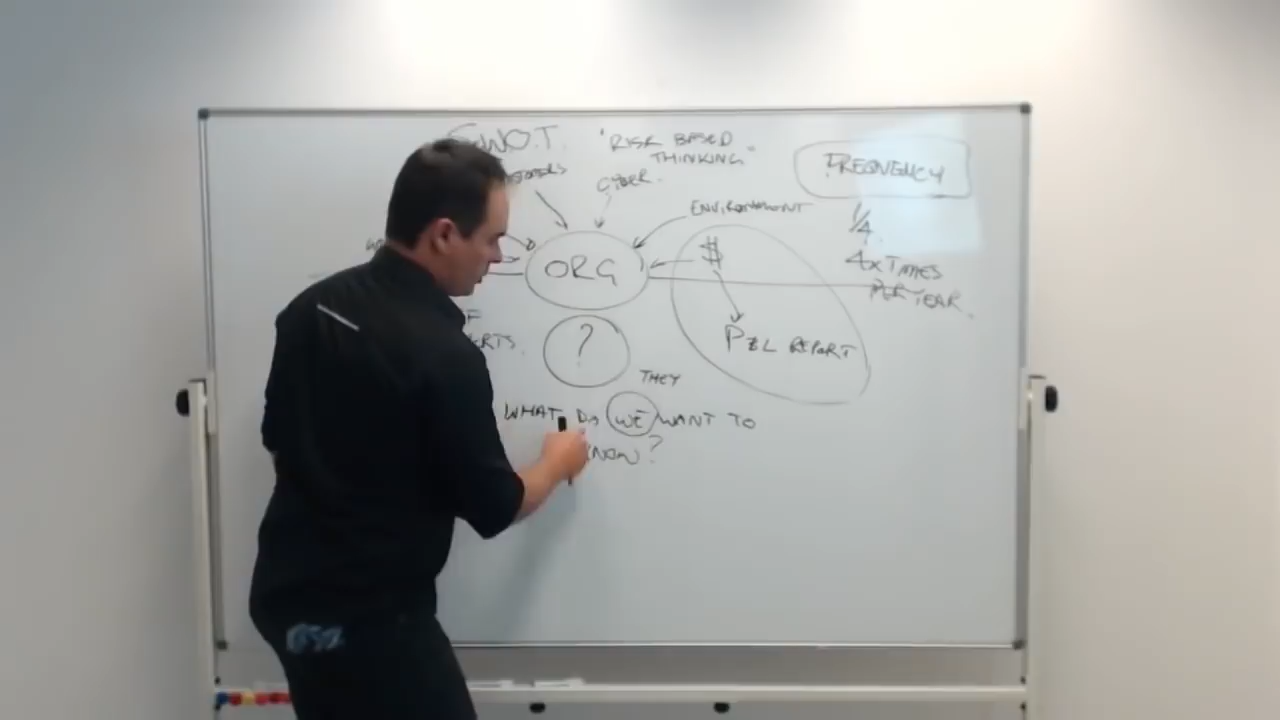 SWOT.
"RISK BASED
THINKING"
CYBER.
FREQUENCY
ENVIRONMENT
1/4
4x TIMES
PER YEAR.
ORG
$
P&L REPORT
?
THEY
WHAT DO WE WANT TO
KNOW?